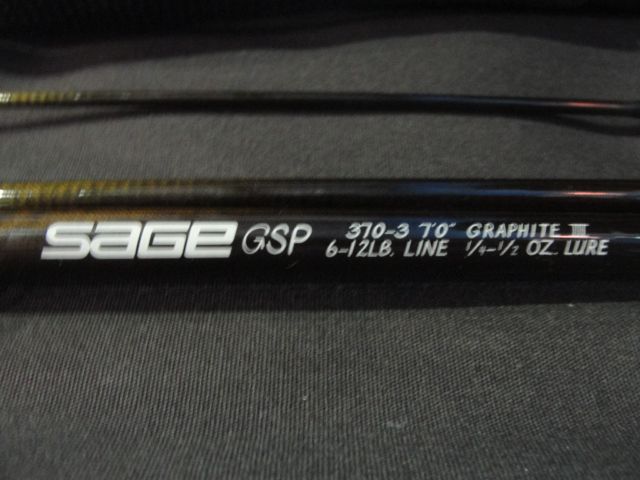 SAGE GSP 370-3 7'0" GRAPHITE III
6-12LB. LINE 1/4-1/2 OZ. LURE